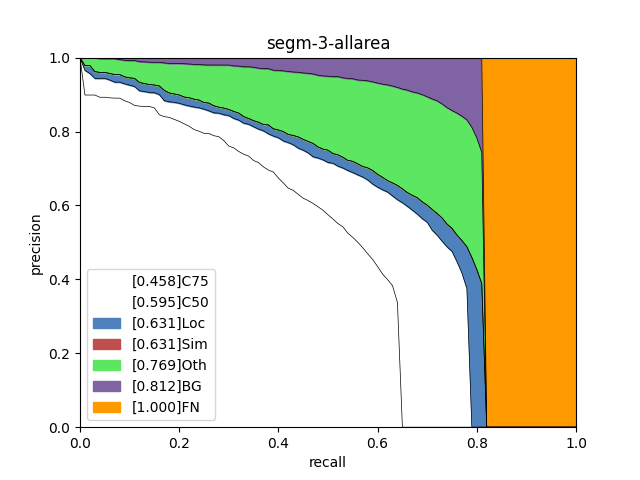 segm-3-allarea
precision
1.0
0.8
0.6
0.4
0.2
0.0
[0.458]C75
[0.595]C50
[0.631]Loc
[0.631]Sim
[0.769]Oth
[0.812]BG
[1.000]FN
0.0 0.2 0.4 0.6 0.8 1.0
recall